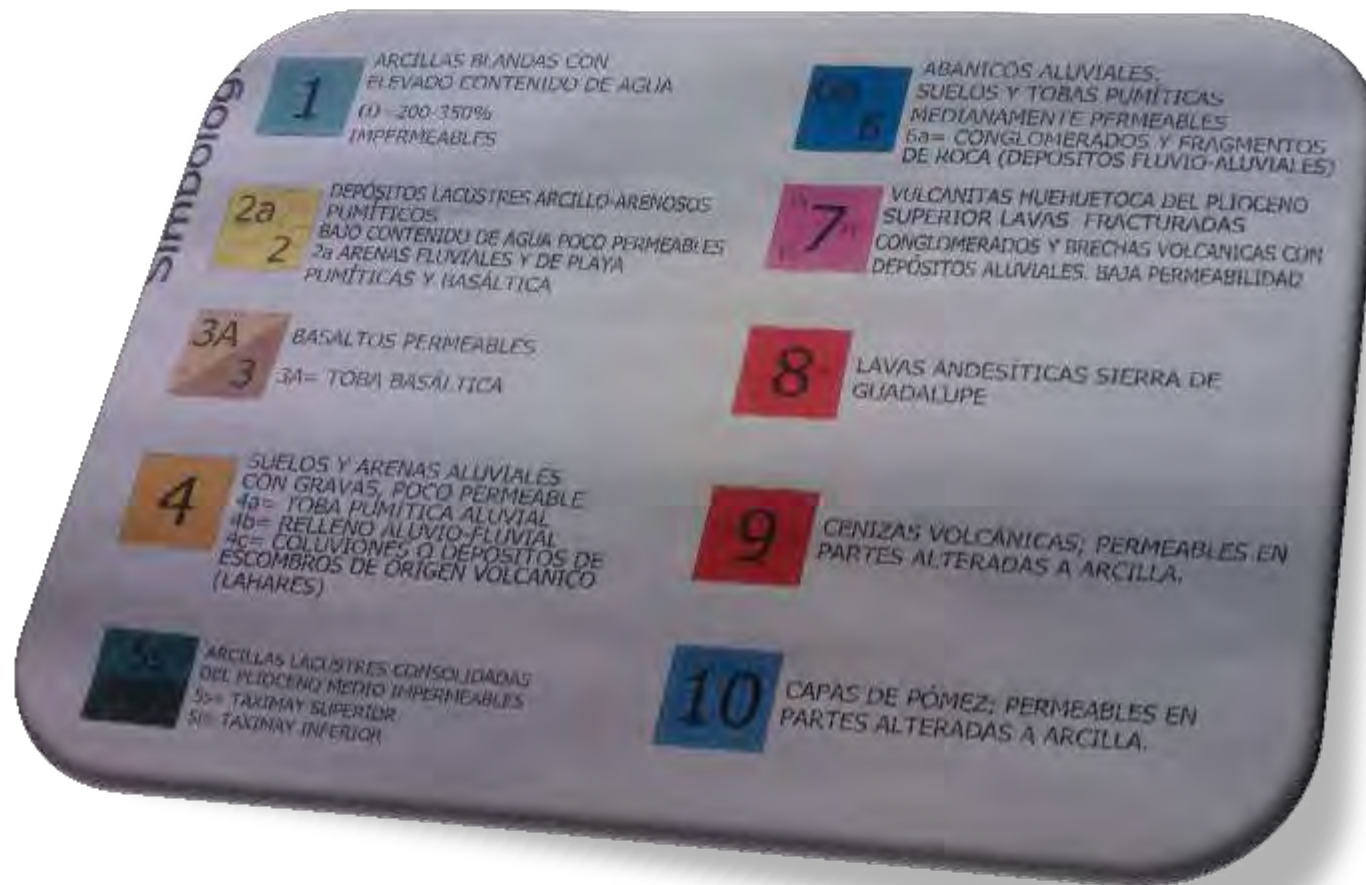 Simbolog
1
ARCILLAS BLANDAS CON
ELEVADO CONTENIDO DE AGUA
200-350%
IMPERMEABLES
2a
2
DEPÓSITOS LACUSTRES ARCILLO-ARENOSOS
PUMÍTICOS
BAJO CONTENIDO DE AGUA POCO PERMEABLES
2a ARENAS FLUVIALES Y DE PLAYA
PUMÍTICAS Y BASÁLTICA
3A
3
BASALTOS PERMEABLES
3A= TOBA BASÁLTICA
4
SUELOS Y ARENAS ALUVIALES
CON GRAVAS, POCO PERMEABLE
4a= TOBA PUMÍTICA ALUVIAL
4b= RELLENO ALUVIO-FLUVIAL
4c= COLUVIONES O DEPÓSITOS DE
ESCOMBROS DE ORIGEN VOLCANICO
(LAHARES)
5s
ARCILLAS LACUSTRES CONSOLIDADAS
DEL PLIOCENO MEDIO IMPERMEABLES
5s= TAXIMAY SUPERIOR
5i= TAXIMAY INFERIOR
6
ABANICOS ALUVIALES.
SUELOS Y TOBAS PUMÍTICAS
MEDIANAMENTE PERMEABLES
6a= CONGLOMERADOS Y FRAGMENTOS
DE ROCA (DEPOSITOS FLUVIO-ALUVIALES)
7
VULCANITAS HUEHUETOCA DEL PLIOCENO
SUPERIOR LAVAS FRACTURADAS
CONGLOMERADOS Y BRECHAS VOLCANICAS CON
DEPÓSITOS ALUVIALES. BAJA PERMEABILIDAD
8
LAVAS ANDESÍTICAS SIERRA DE
GUADALUPE
9
CENIZAS VOLCÁNICAS; PERMEABLES EN
PARTES ALTERADAS A ARCILLA.
10
CAPAS DE PÓMEZ; PERMEABLES EN
PARTES ALTERADAS A ARCILLA.